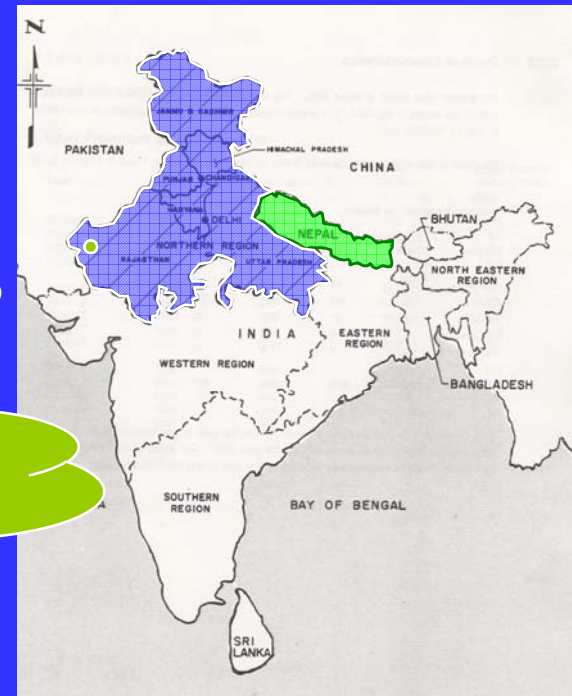 N
JAMMU & KASHMIR
PAKISTAN
HIMACHAL PRADESH
CHINA
PUNJAB
CHANDIGARH
HARYANA
DELHI
NEPAL
BHUTAN
NORTHERN REGION
RAJASTHAN
UTTAR PRADESH
NORTH EASTERN
REGION
INDIA
EASTERN
REGION
WESTERN REGION
BANGLADESH
SOUTHERN
REGION
BAY OF BENGAL
SRI
LANKA